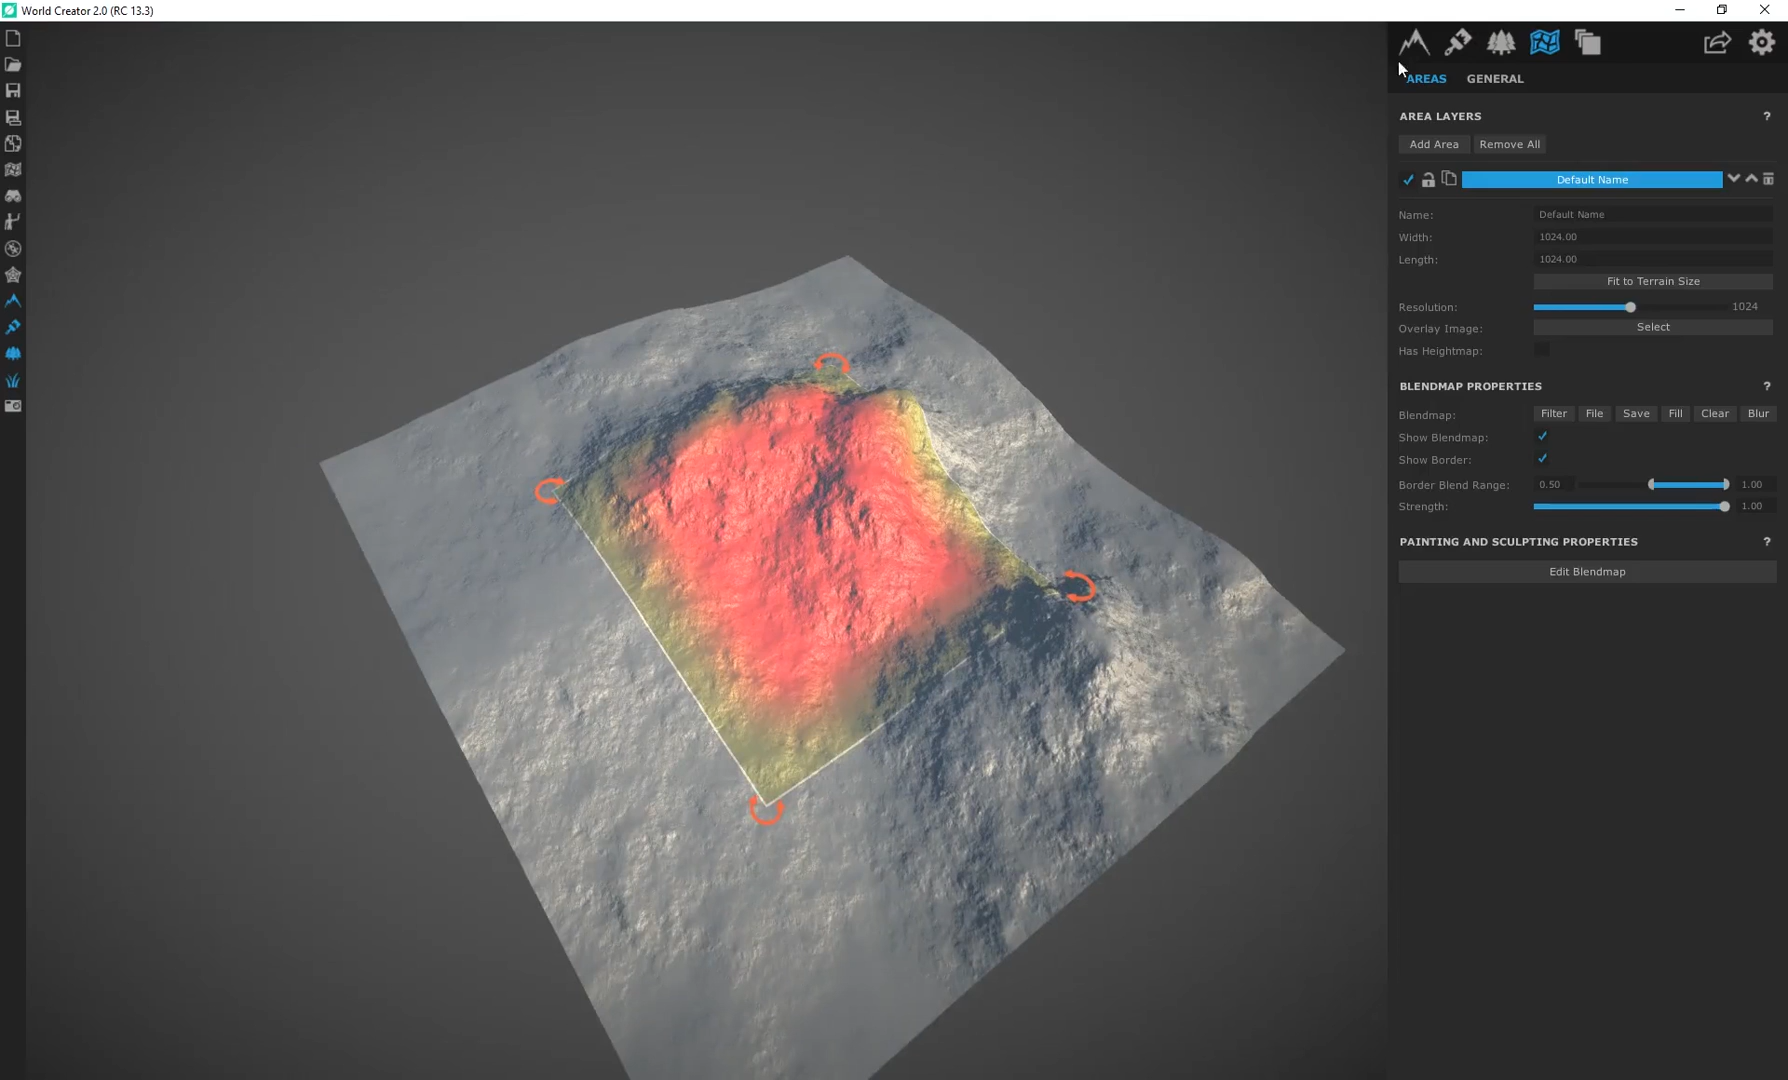 World Creator 2.0 (RC 13.3)
AREAS GENERAL
AREA LAYERS ?
Add Area Remove All
Default Name
Name: Default Name
Width: 1024.00
Length: 1024.00
Fit to Terrain Size
Resolution: 1024
Overlay Image: Select
Has Heightmap:
BLENDMAP PROPERTIES ?
Blendmap: Filter File Save Fill Clear Blur
Show Blendmap:
Show Border:
Border Blend Range: 0.50 1.00
Strength: 1.00
PAINTING AND SCULPTING PROPERTIES ?
Edit Blendmap